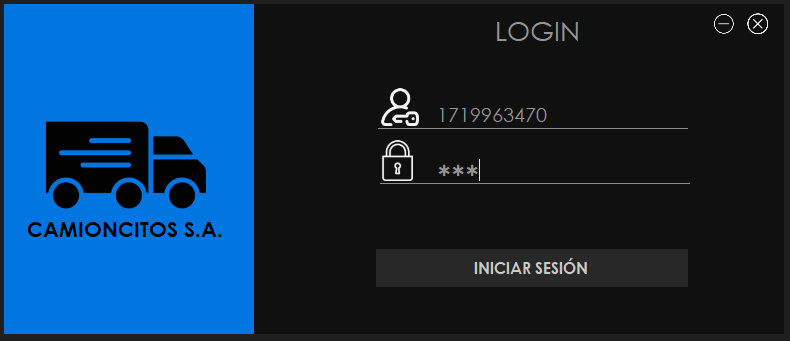 LOGIN
1719963470
***
INICIAR SESIÓN
CAMIONCITOS S.A.